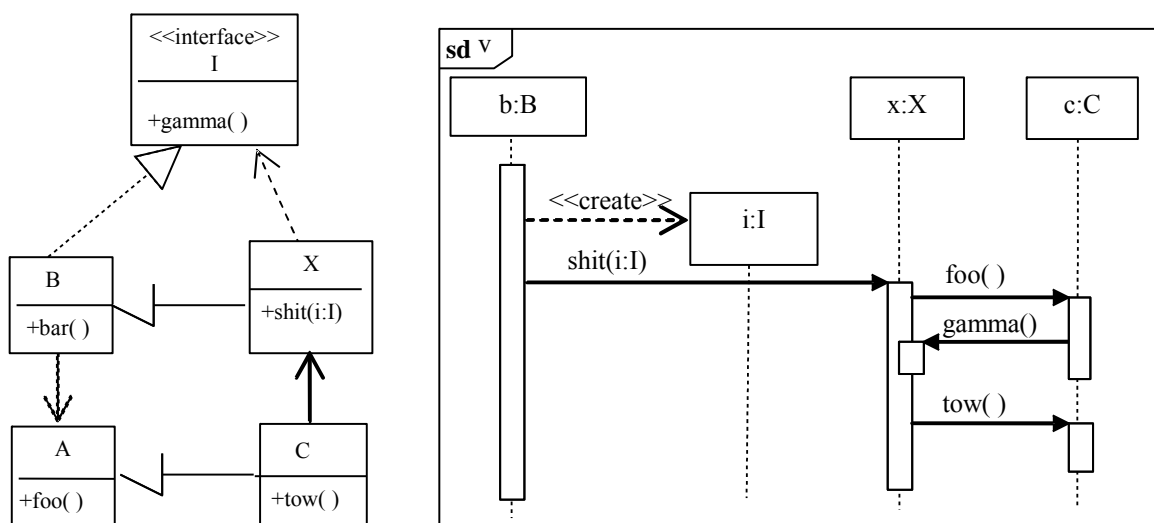 <<interface>>
I
+gamma( )
B
+bar( )
X
+shit(i:I)
A
+foo( )
C
+tow( )
sd v
b:B
x:X
c:C
<<create>>
i:I
shit(i:I)
foo( )
gamma()
tow( )